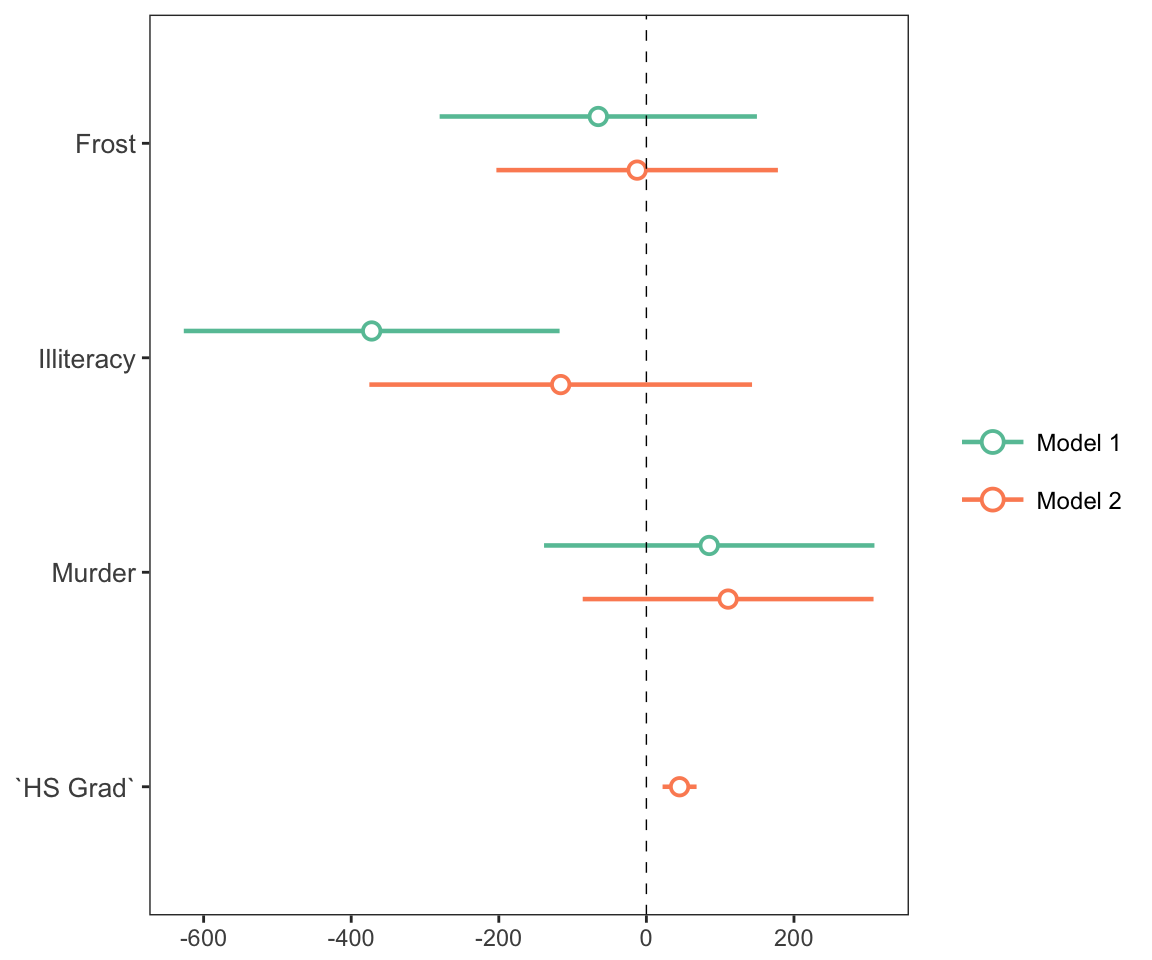 Frost
Illiteracy
Murder
`HS Grad`
-600
-400
-200
0
200
Model 1
Model 2